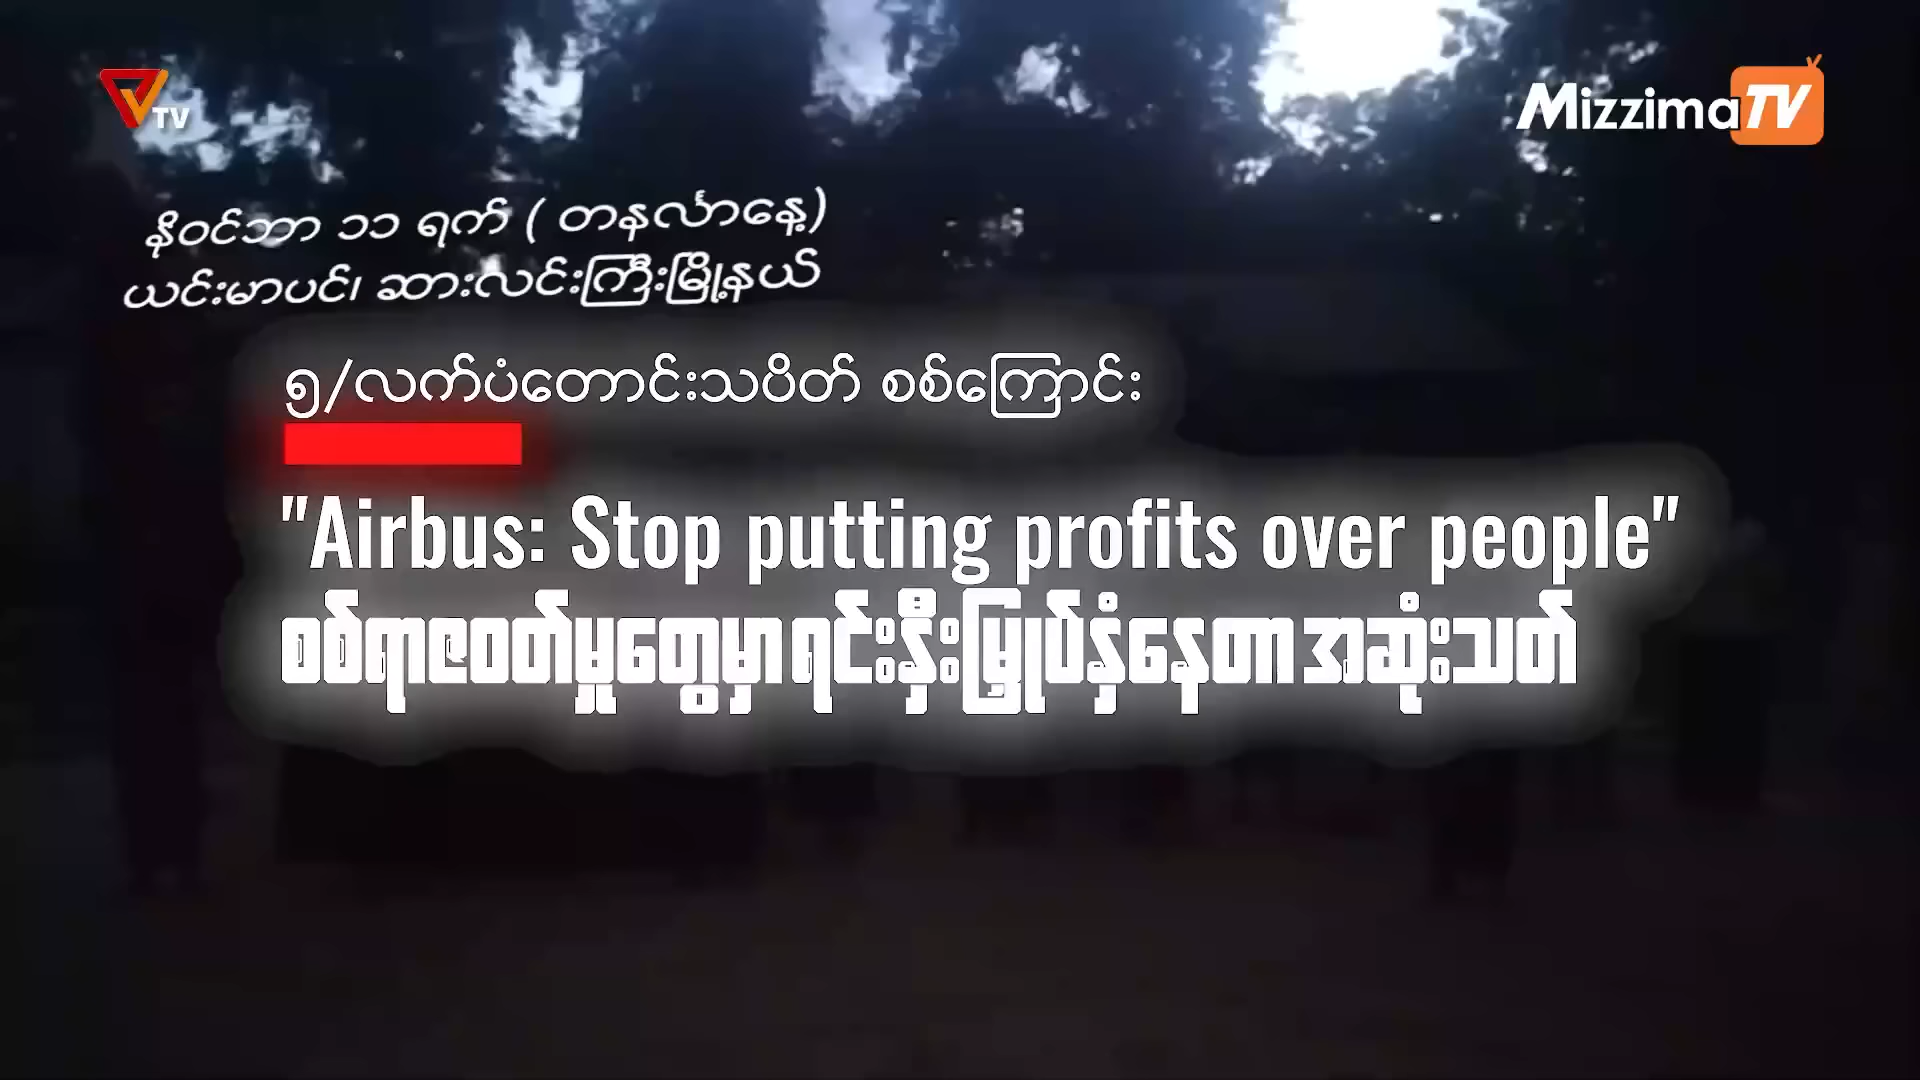 TV
MizzimaTV
နိုဝင်ဘာ ၁၁ ရက် ( တနင်္လာနေ့)
ယင်းမာပင်၊ ဆားလင်းကြီးမြို့နယ်
၅/လက်ပံတောင်းသပိတ် စစ်ကြောင်း
"Airbus: Stop putting profits over people"
စစ်ရာဇဝတ်မှုတွေမှာ ရင်းနှီးမြှုပ်နှံနေတာ အဆုံးသတ်